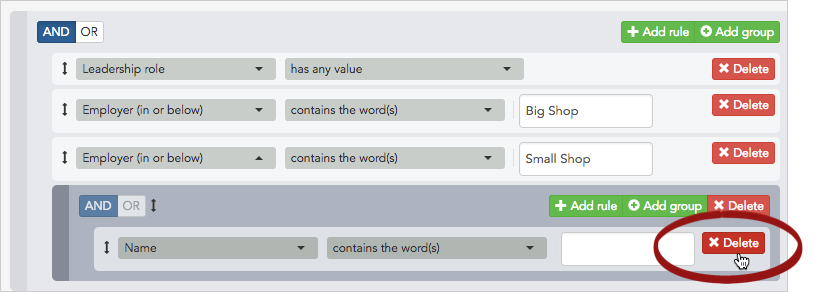 AND OR Add rule Add group
Leadership role has any value Delete
Employer (in or below) contains the word(s) Big Shop Delete
Employer (in or below) contains the word(s) Small Shop Delete
AND OR Add rule Add group Delete
Name contains the word(s) Delete